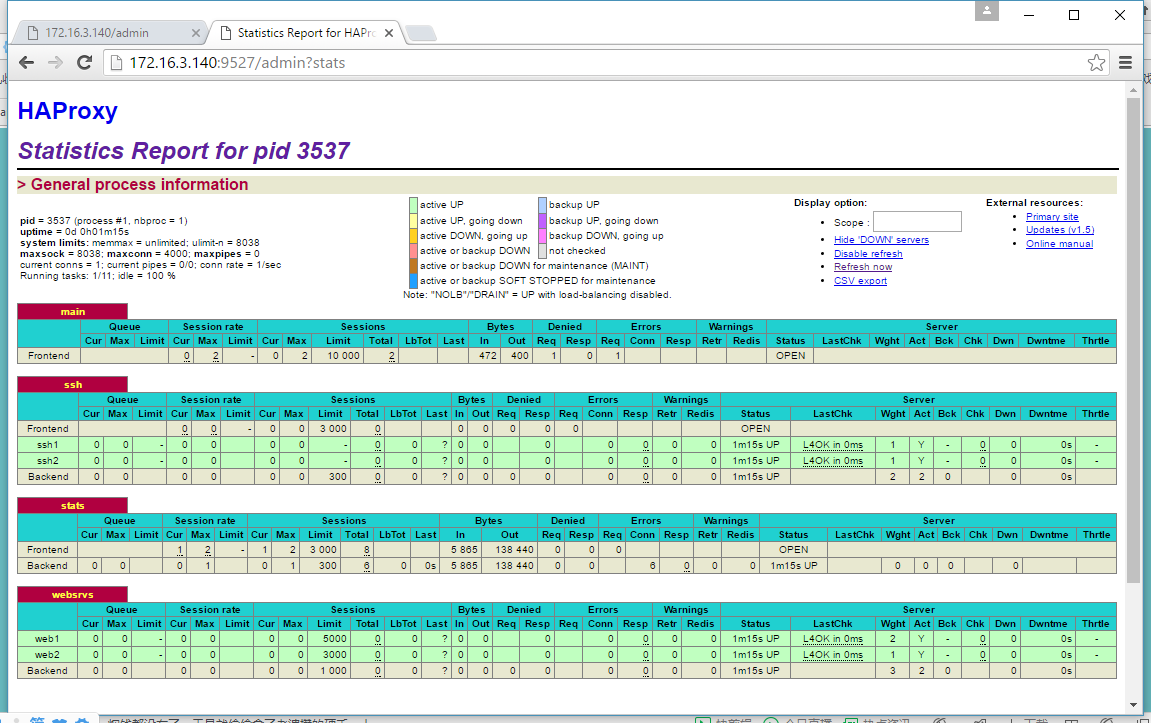 172.16.3.140/admin
Statistics Report for HAPr
172.16.3.140:9527/admin?stats
HAProxy
Statistics Report for pid 3537
> General process information
pid = 3537 (process #1, nbproc = 1)
uptime = 0d 0h01m15s
system limits: memmax = unlimited; ulimit-n = 8038
maxsock = 8038; maxconn = 4000; maxpipes = 0
current conns = 1; current pipes = 0/0; conn rate = 1/sec
Running tasks: 1/11; idle = 100 %
active UP backup UP
active UP, going down backup UP, going down
active DOWN, going up backup DOWN, going up
active or backup DOWN not checked
active or backup DOWN for maintenance (MAINT)
active or backup SOFT STOPPED for maintenance
Note: "NOLB"/"DRAIN" = UP with load-balancing disabled.
Display option:
Scope :
Hide 'DOWN' servers
Disable refresh
Refresh now
CSV export
External resources:
Primary site
Updates (v1.5)
Online manual
main
Queue Session rate Sessions Bytes Denied Errors Warnings Server
Cur Max Limit Cur Max Limit Cur Max Limit Total LbTot Last In Out Req Resp Req Conn Resp Retr Redis Status LastChk Wght Act Bck Chk Dwn Dwntme Thrtle
Frontend 0 2 - 0 2 10 000 2 472 400 1 0 1 OPEN
ssh
Queue Session rate Sessions Bytes Denied Errors Warnings Server
Cur Max Limit Cur Max Limit Cur Max Limit Total LbTot Last In Out Req Resp Req Conn Resp Retr Redis Status LastChk Wght Act Bck Chk Dwn Dwntme Thrtle
Frontend 0 0 - 0 0 3 000 0 0 0 0 0 0 OPEN
ssh1 0 0 - 0 0 0 0 - 0 0 ? 0 0 0 0 0 0 0 1m15s UP L4OK in 0ms 1 Y - 0 0 0s -
ssh2 0 0 - 0 0 0 0 - 0 0 ? 0 0 0 0 0 0 0 1m15s UP L4OK in 0ms 1 Y - 0 0 0s -
Backend 0 0 0 0 0 0 300 0 0 ? 0 0 0 0 0 0 0 0 1m15s UP 2 2 0 0 0s
stats
Queue Session rate Sessions Bytes Denied Errors Warnings Server
Cur Max Limit Cur Max Limit Cur Max Limit Total LbTot Last In Out Req Resp Req Conn Resp Retr Redis Status LastChk Wght Act Bck Chk Dwn Dwntme Thrtle
Frontend 1 2 - 1 2 3 000 8 5 865 138 440 0 0 0 OPEN
Backend 0 0 0 1 0 1 300 6 0 0s 5 865 138 440 0 0 6 0 0 0 1m15s UP 0 0 0 0
websrvs
Queue Session rate Sessions Bytes Denied Errors Warnings Server
Cur Max Limit Cur Max Limit Cur Max Limit Total LbTot Last In Out Req Resp Req Conn Resp Retr Redis Status LastChk Wght Act Bck Chk Dwn Dwntme Thrtle
web1 0 0 - 0 0 0 0 5000 0 0 ? 0 0 0 0 0 0 0 1m15s UP L4OK in 0ms 2 Y - 0 0 0s -
web2 0 0 - 0 0 0 0 3000 0 0 ? 0 0 0 0 0 0 0 1m15s UP L4OK in 0ms 1 Y - 0 0 0s -
Backend 0 0 0 0 0 0 1 000 0 0 ? 0 0 0 0 0 0 0 0 1m15s UP 3 2 0 0 0s